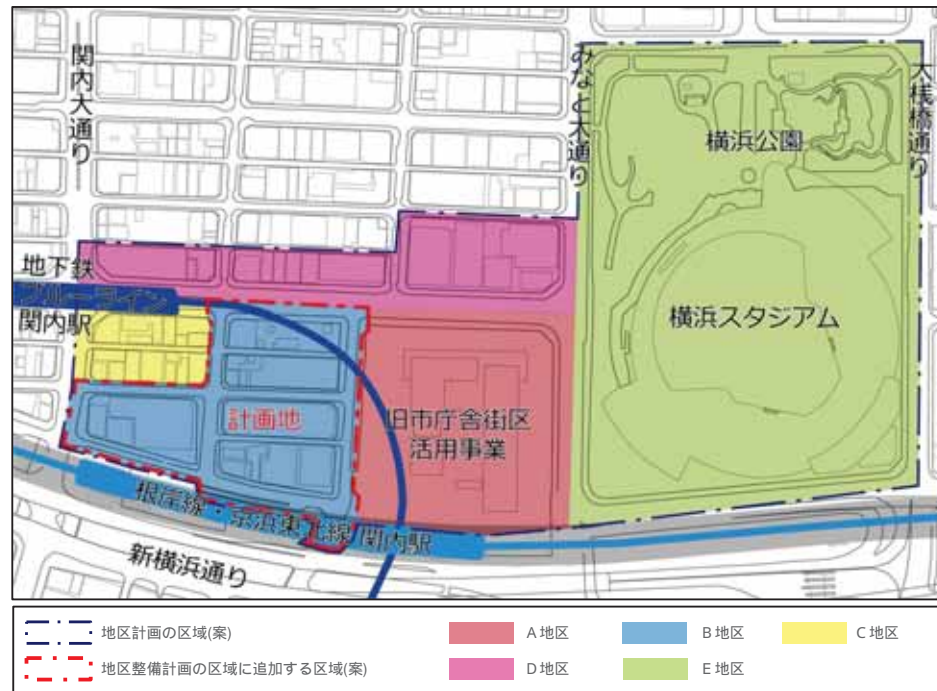 関内大通り
みなと大通り
大桟橋通り
横浜公園
地下鉄
ブルーライン
関内駅
横浜スタジアム
計画地
旧市庁舎街区
活用事業
根岸線・京浜東北線 関内駅
新横浜通り
地区計画の区域(案)
A 地区
B 地区
C 地区
地区整備計画の区域に追加する区域(案)
D 地区
E 地区